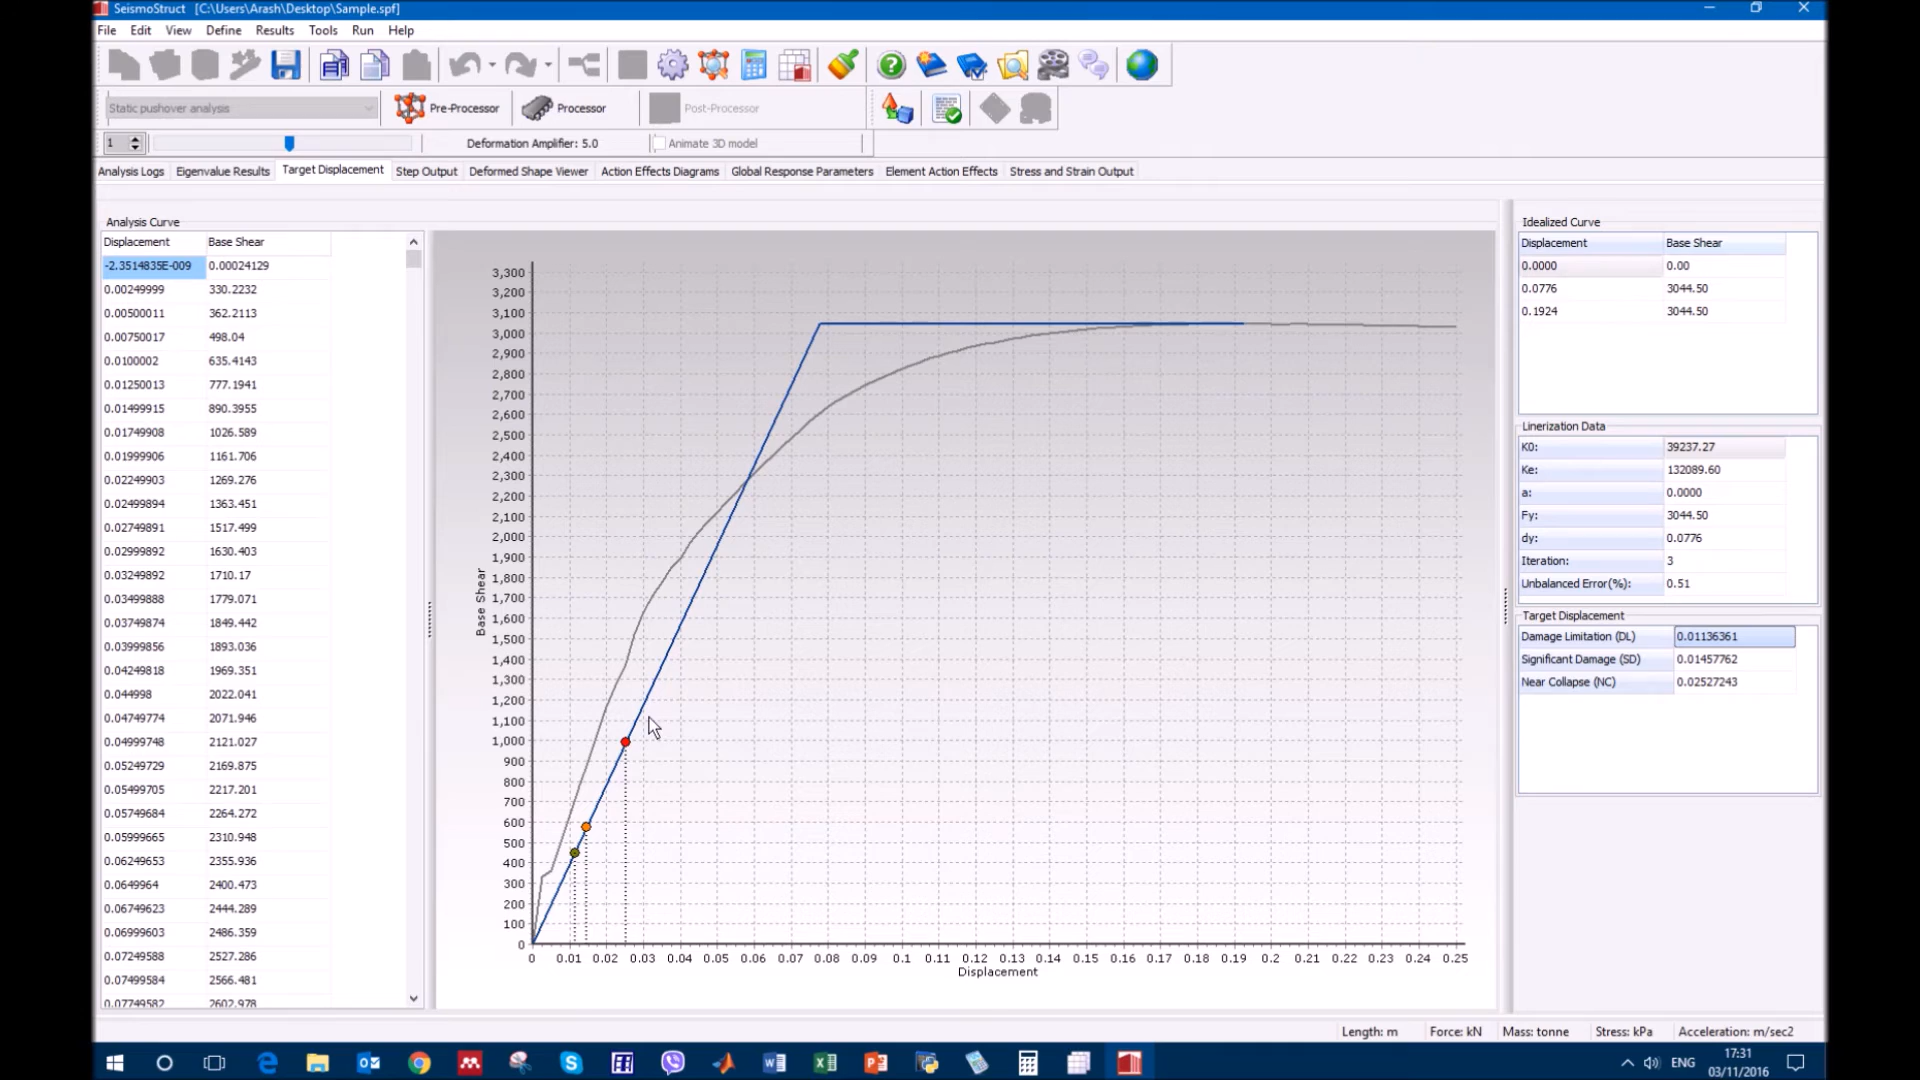 SeismoStruct [C:\Users\Arash\Desktop\Sample.spf]
File Edit View Define Results Tools Run Help
Static pushover analysis Pre-Processor Processor Post-Processor
1 Deformation Amplifier: 5.0 Animate 3D model
Analysis Logs Eigenvalue Results Target Displacement Step Output Deformed Shape Viewer Action Effects Diagrams Global Response Parameters Element Action Effects Stress and Strain Output
Analysis Curve
Displacement Base Shear
-2.3514835E-009 0.00024129
0.00249999 330.2232
0.00500011 362.2113
0.00750017 498.04
0.0100002 635.4143
0.01250013 777.1941
0.01499915 890.3955
0.01749908 1026.589
0.01999906 1161.706
0.02249903 1269.276
0.02499894 1363.451
0.02749891 1517.499
0.02999892 1630.403
0.03249892 1710.17
0.03499888 1779.071
0.03749874 1849.442
0.03999856 1893.036
0.04249818 1969.351
0.044998 2022.041
0.04749774 2071.946
0.04999748 2121.027
0.05249729 2169.875
0.05499705 2217.201
0.05749684 2264.272
0.05999665 2310.948
0.06249653 2355.936
0.0649964 2400.473
0.06749623 2444.289
0.06999603 2486.359
0.07249588 2527.286
0.07499584 2566.481
0.07749582 2602.978
3,300
3,200
3,100
3,000
2,900
2,800
2,700
2,600
2,500
2,400
2,300
2,200
2,100
2,000
1,900
1,800
1,700
1,600
1,500
1,400
1,300
1,200
1,100
1,000
900
800
700
600
500
400
300
200
100
0
Base Shear
0 0.01 0.02 0.03 0.04 0.05 0.06 0.07 0.08 0.09 0.1 0.11 0.12 0.13 0.14 0.15 0.16 0.17 0.18 0.19 0.2 0.21 0.22 0.23 0.24 0.25
Displacement
Idealized Curve
Displacement Base Shear
0.0000 0.00
0.0776 3044.50
0.1924 3044.50
Linerization Data
K0: 39237.27
Ke: 132089.60
a: 0.0000
Fy: 3044.50
dy: 0.0776
Iteration: 3
Unbalanced Error(%): 0.51
Target Displacement
Damage Limitation (DL) 0.01136361
Significant Damage (SD) 0.01457762
Near Collapse (NC) 0.02527243
Length: m Force: kN Mass: tonne Stress: kPa Acceleration: m/sec2
ENG 17:31
03/11/2016